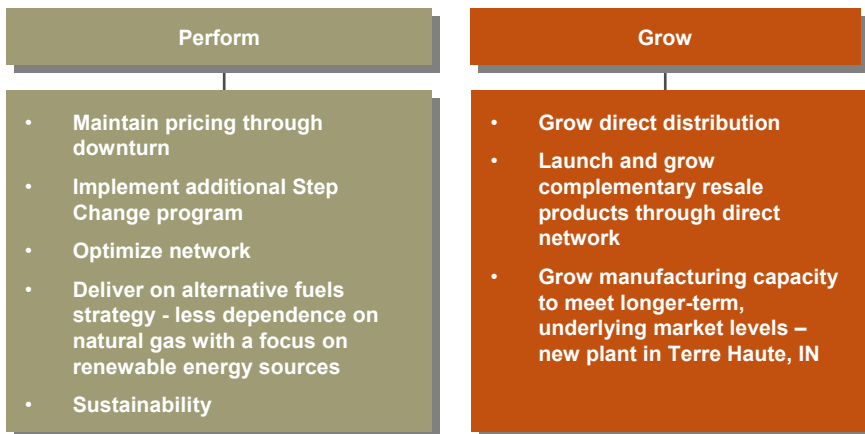 Perform
• Maintain pricing through
downturn
• Implement additional Step
Change program
• Optimize network
• Deliver on alternative fuels
strategy - less dependence on
natural gas with a focus on
renewable energy sources
• Sustainability
Grow
• Grow direct distribution
• Launch and grow
complementary resale
products through direct
network
• Grow manufacturing capacity
to meet longer-term,
underlying market levels –
new plant in Terre Haute, IN